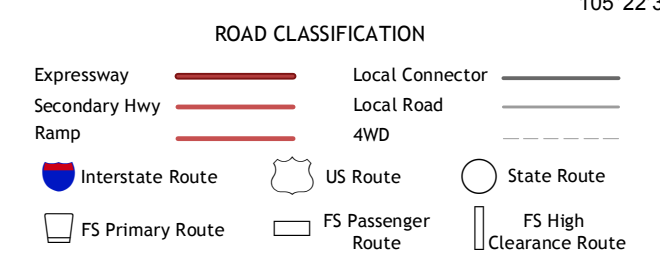 ROAD CLASSIFICATION
Expressway
Local Connector
Secondary Hwy
Local Road
Ramp
4WD
Interstate Route
US Route
State Route
FS Primary Route
FS Passenger
Route
FS High
Clearance Route